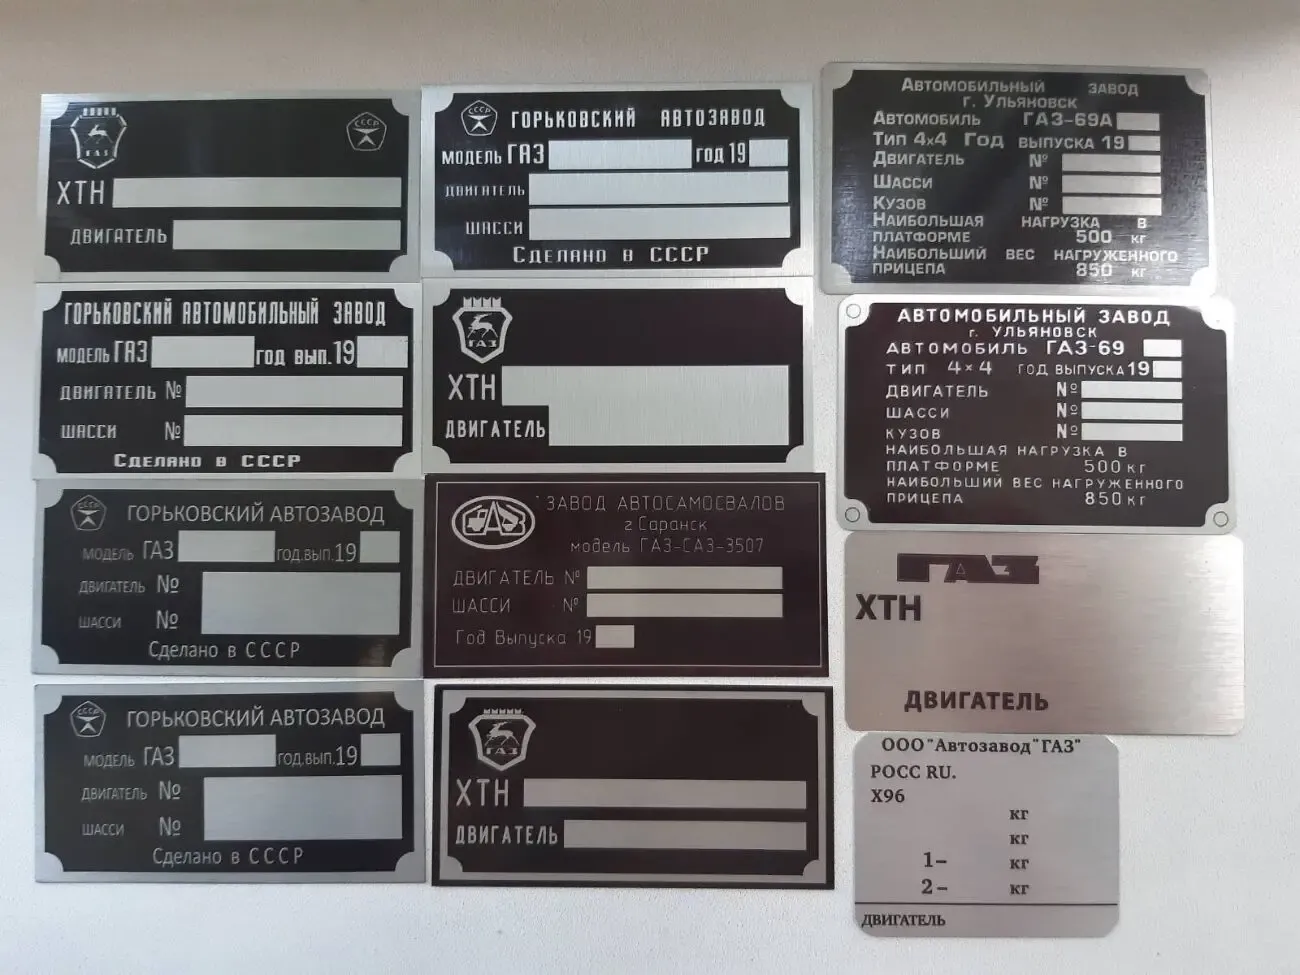 ГАЗ
СССР
ХТН
ДВИГАТЕЛЬ
ГОРЬКОВСКИЙ АВТОМОБИЛЬНЫЙ ЗАВОД
МОДЕЛЬ ГАЗ ГОД ВЫП. 19
ДВИГАТЕЛЬ №
ШАССИ №
СДЕЛАНО В СССР
СССР
ГОРЬКОВСКИЙ АВТОЗАВОД
МОДЕЛЬ ГАЗ ГОД.ВЫП. 19
ДВИГАТЕЛЬ №
ШАССИ №
Сделано в СССР
СССР
ГОРЬКОВСКИЙ АВТОЗАВОД
МОДЕЛЬ ГАЗ ГОД.ВЫП. 19
ДВИГАТЕЛЬ №
ШАССИ №
Сделано в СССР
СССР
ГОРЬКОВСКИЙ АВТОЗАВОД
МОДЕЛЬ ГАЗ ГОД 19
ДВИГАТЕЛЬ
ШАССИ
СДЕЛАНО В СССР
ГАЗ
ХТН
ДВИГАТЕЛЬ
САЗ
ЗАВОД АВТОСАМОСВАЛОВ
г Саранск
модель ГАЗ-САЗ-3507
ДВИГАТЕЛЬ №
ШАССИ №
Год Выпуска 19
ГАЗ
ХТН
ДВИГАТЕЛЬ
Автомобильный завод
г. Ульяновск
Автомобиль ГАЗ-69А
Тип 4×4 Год выпуска 19
Двигатель №
Шасси №
Кузов №
Наибольшая нагрузка в
платформе 500 кг
Наибольший вес нагруженного
прицепа 850 кг
АВТОМОБИЛЬНЫЙ ЗАВОД
г. УЛЬЯНОВСК
АВТОМОБИЛЬ ГАЗ-69
ТИП 4×4 ГОД ВЫПУСКА 19
ДВИГАТЕЛЬ №
ШАССИ №
КУЗОВ №
НАИБОЛЬШАЯ НАГРУЗКА В
ПЛАТФОРМЕ 500 кг
НАИБОЛЬШИЙ ВЕС НАГРУЖЕННОГО
ПРИЦЕПА 850 кг
ГАЗ
ХТН
ДВИГАТЕЛЬ
ООО "Автозавод "ГАЗ"
РОСС RU.
Х96
кг
кг
1– кг
2– кг
ДВИГАТЕЛЬ